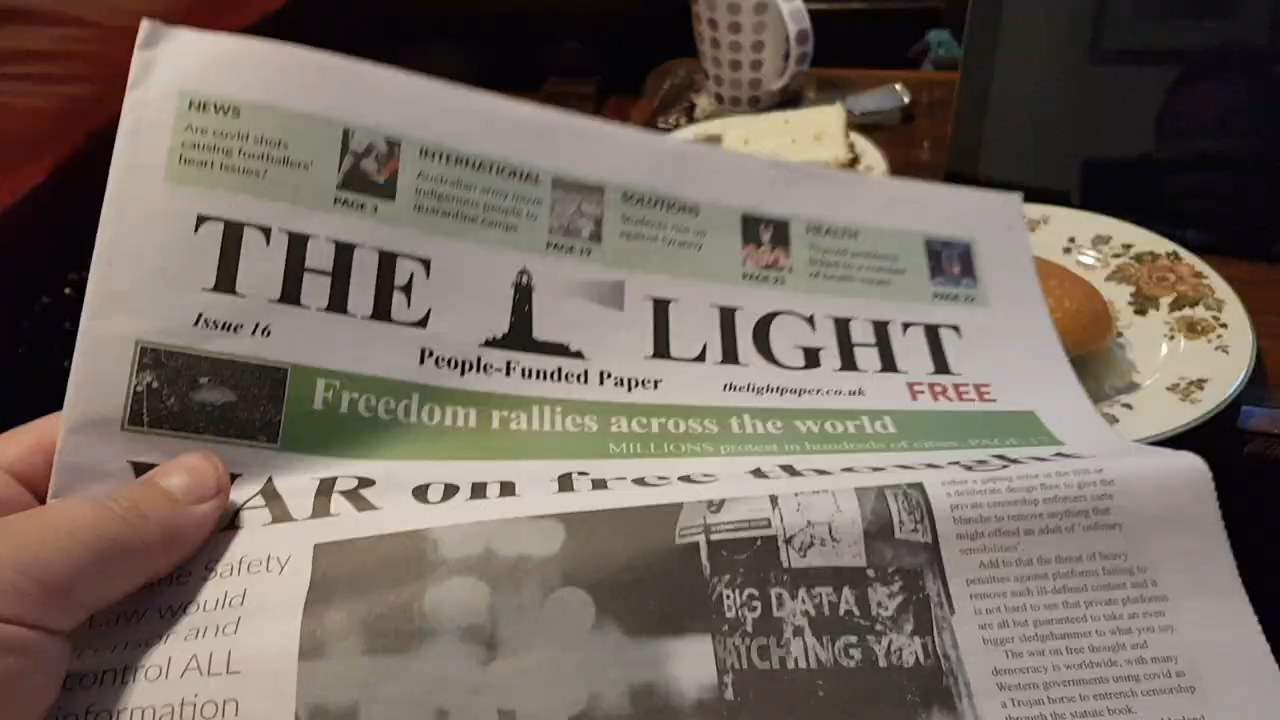 NEWS
Are covid shots
causing footballers'
heart issues?
PAGE 3
INTERNATIONAL
Australian army move
indigenous people to
quarantine camps
PAGE 19
SOLUTIONS
Students rise up
against tyranny
HEALTH
PAGE 22
THE LIGHT
Issue 16
People-Funded Paper
thelightpaper.co.uk
FREE
Freedom rallies across the world
MILLIONS protest in hundreds of cities: PAGE
WAR on free thought
Safety
Law would
and
control ALL
information
BIG DATA IS
WATCHING YOU
a deliberate design flaw to give the
private censorship enforcers carte
blanche to remove anything that
might offend an adult of 'ordinary
sensibilities'.
Add to that the threat of heavy
penalties against platforms failing to
remove such ill-defined content and it
is not hard to see that private platforms
are all but guaranteed to take an even
bigger sledgehammer to what you say.
The war on free thought and
democracy is worldwide, with many
Western governments using covid as
a Trojan horse to entrench censorship
through the statute book.